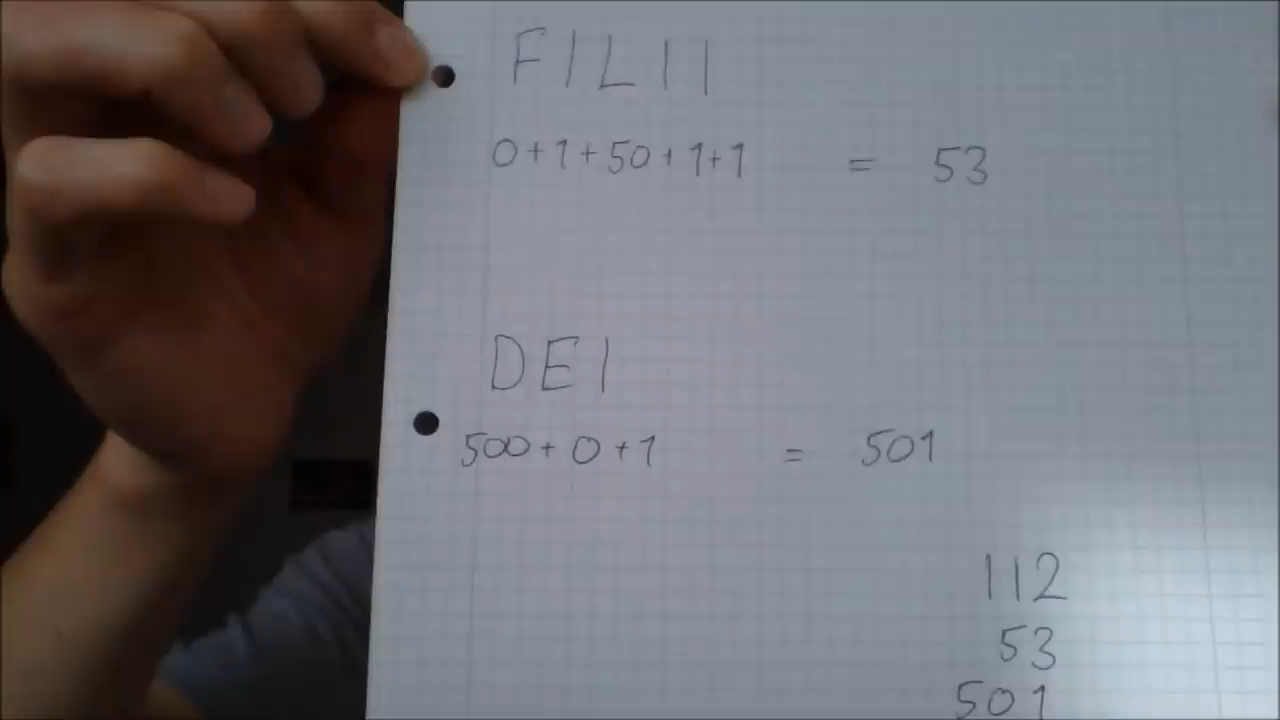 FILII
0+1+50+1+1 = 53
DEI
500+0+1 = 501
112
53
501